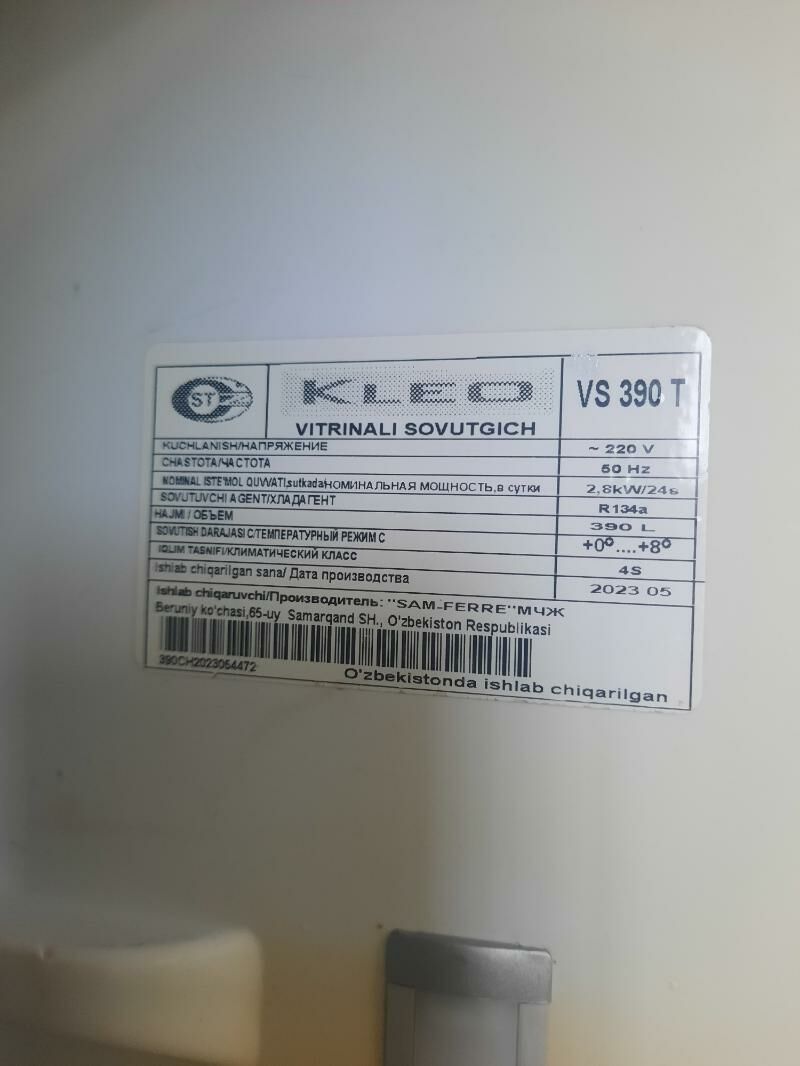 ST
KLEO
VS 390 T
VITRINALI SOVUTGICH
KUCHLANISH/НАПРЯЖЕНИЕ ~ 220 V
CHASTOTA/ЧАСТОТА 50 Hz
NOMINAL ISTE'MOL QUVVATI,sutkada/НОМИНАЛЬНАЯ МОЩНОСТЬ,в сутки 2,8kW/24s
SOVUTUVCHI AGENT/ХЛАДАГЕНТ R134a
HAJMI / ОБЪЕМ 390 L
SOVUTISH DARAJASI C/ТЕМПЕРАТУРНЫЙ РЕЖИМ С +0°....+8°
IQLIM TASNIFI/КЛИМАТИЧЕСКИЙ КЛАСС 4S
Ishlab chiqarilgan sana/ Дата производства 2023 05
Ishlab chiqaruvchi/Производитель: "SAM-FERRE"МЧЖ
Beruniy ko'chasi,65-uy Samarqand SH., O'zbekiston Respublikasi
390CH2023054472
O'zbekistonda ishlab chiqarilgan